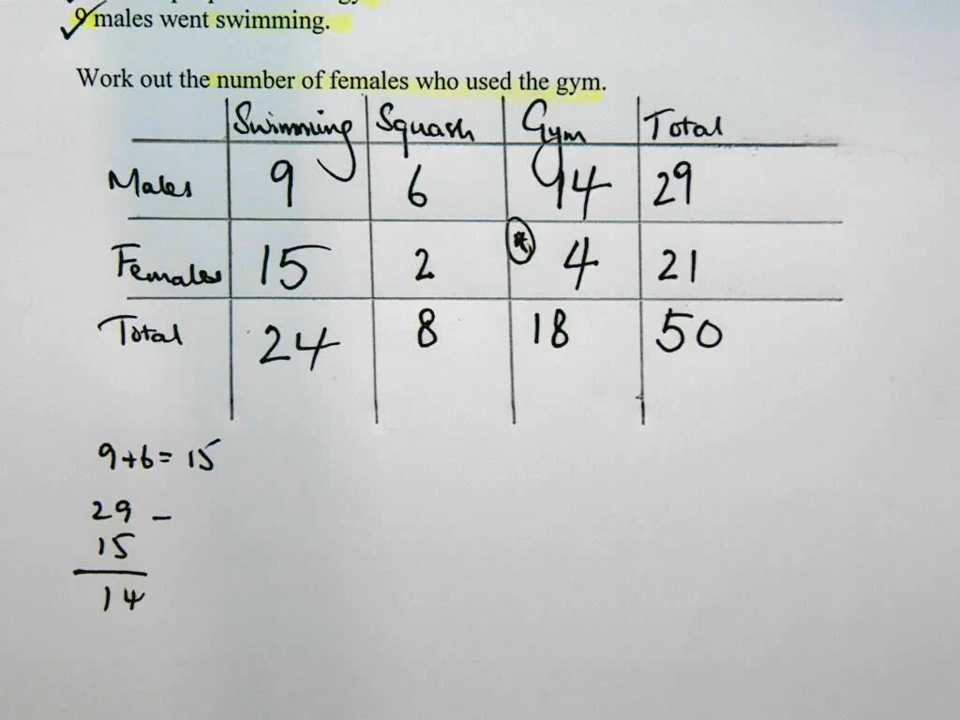 9 males went swimming.
Work out the number of females who used the gym.
Swimming Squash Gym Total
Males 9 6 14 29
Females 15 2 * 4 21
Total 24 8 18 50
9+6= 15
29 -
15
14